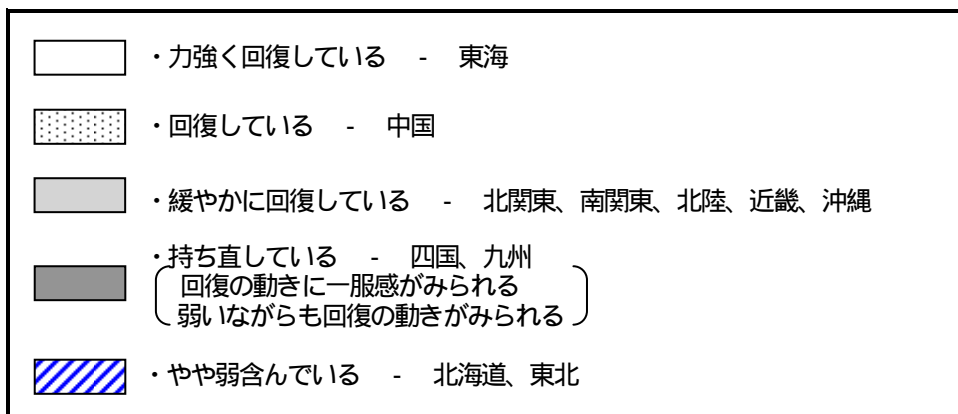 ・力強く回復している - 東海
・回復している - 中国
・緩やかに回復している - 北関東、南関東、北陸、近畿、沖縄
・持ち直している - 四国、九州
回復の動きに一服感がみられる
弱いながらも回復の動きがみられる
・やや弱含んでいる - 北海道、東北